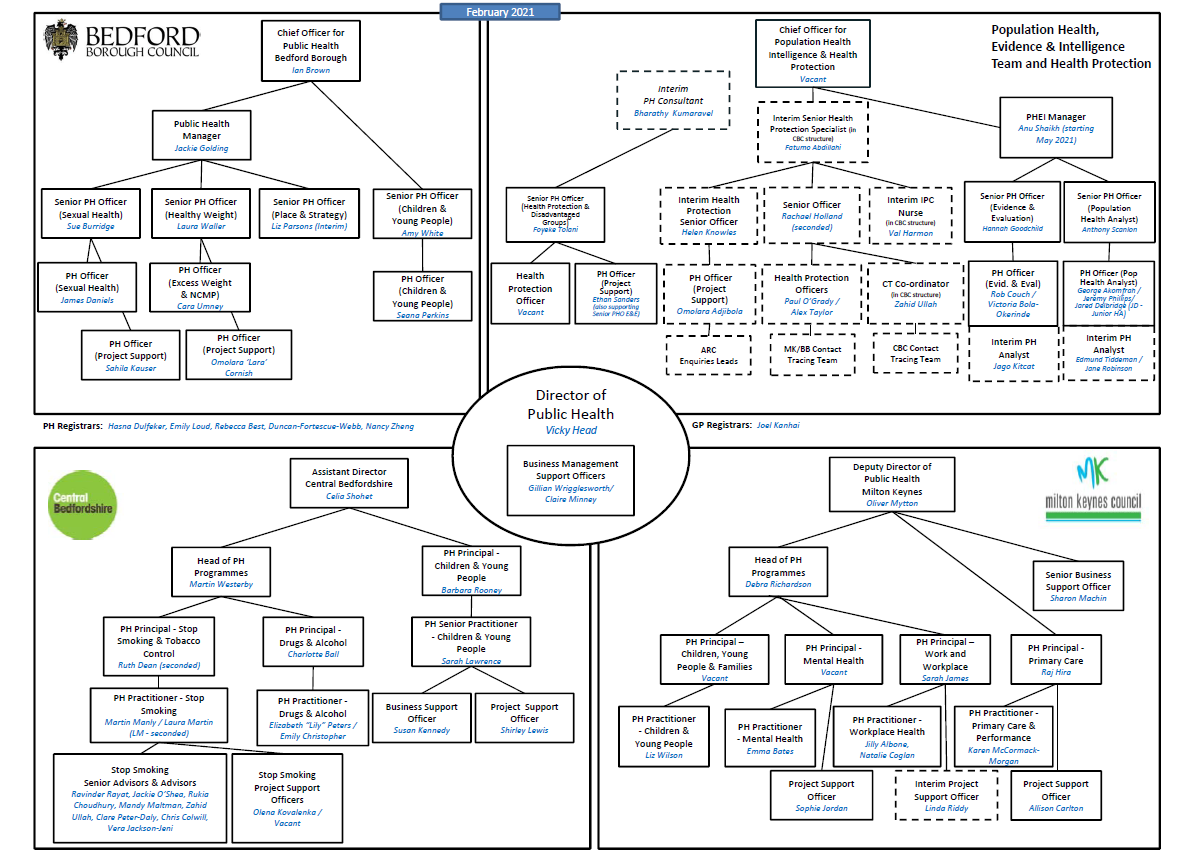 February 2021
BEDFORD
BOROUGH COUNCIL
Chief Officer for
Public Health
Bedford Borough
Ian Brown
Public Health
Manager
Jackie Golding
Senior PH Officer
(Sexual Health)
Sue Burridge
Senior PH Officer
(Healthy Weight)
Laura Waller
Senior PH Officer
(Place & Strategy)
Liz Parsons (Interim)
Senior PH Officer
(Children &
Young People)
Amy White
PH Officer
(Sexual Health)
James Daniels
PH Officer
(Excess Weight
& NCMP)
Cara Umney
PH Officer
(Children &
Young People)
Seana Perkins
PH Officer
(Project Support)
Sahila Kauser
PH Officer
(Project Support)
Omolara 'Lara'
Cornish
Population Health,
Evidence & Intelligence
Team and Health Protection
Chief Officer for
Population Health
Intelligence & Health
Protection
Vacant
Interim
PH Consultant
Bharathy Kumaravel
Interim Senior Health
Protection Specialist (in
CBC structure)
Fatumo Abdillahi
PHEI Manager
Anu Shaikh (starting
May 2021)
Senior PH Officer
(Health Protection &
Disadvantaged
Groups)
Foyeke Tolani
Interim Health
Protection
Senior Officer
Helen Knowles
Senior Officer
Rachael Holland
(seconded)
Interim IPC
Nurse
(in CBC structure)
Val Harmon
Senior PH Officer
(Evidence &
Evaluation)
Hannah Goodchild
Senior PH Officer
(Population
Health Analyst)
Anthony Scanlon
Health
Protection
Officer
Vacant
PH Officer
(Project
Support)
Ethan Sanders
(also supporting
Senior PHO E&E)
PH Officer
(Project
Support)
Omolara Adjibola
Health Protection
Officers
Paul O'Grady /
Alex Taylor
CT Co-ordinator
(in CBC structure)
Zahid Ullah
PH Officer
(Evid. & Eval)
Rob Couch /
Victoria Bola-
Okerinde
PH Officer (Pop
Health Analyst)
George Akomfrah /
Jeremy Phillips/
Jared Delbridge (JD -
Junior HA)
ARC
Enquiries Leads
MK/BB Contact
Tracing Team
CBC Contact
Tracing Team
Interim PH
Analyst
Jago Kitcat
Interim PH
Analyst
Edmund Tiddeman /
Jane Robinson
PH Registrars: Hasna Dulfeker, Emily Loud, Rebecca Best, Duncan-Fortescue-Webb, Nancy Zheng
GP Registrars: Joel Kanhai
Director of
Public Health
Vicky Head
Business Management
Support Officers
Gillian Wrigglesworth/
Claire Minney
Central
Bedfordshire
Assistant Director
Central Bedfordshire
Celia Shohet
Head of PH
Programmes
Martin Westerby
PH Principal -
Children & Young
People
Barbara Rooney
PH Principal - Stop
Smoking & Tobacco
Control
Ruth Dean (seconded)
PH Principal -
Drugs & Alcohol
Charlotte Ball
PH Senior Practitioner
- Children & Young
People
Sarah Lawrence
PH Practitioner - Stop
Smoking
Martin Manly / Laura Martin
(LM - seconded)
PH Practitioner -
Drugs & Alcohol
Elizabeth "Lily" Peters /
Emily Christopher
Business Support
Officer
Susan Kennedy
Project Support
Officer
Shirley Lewis
Stop Smoking
Senior Advisors & Advisors
Ravinder Rayat, Jackie O'Shea, Rukia
Choudhury, Mandy Maltman, Zahid
Ullah, Clare Peter-Daly, Chris Colwill,
Vera Jackson-Jeni
Stop Smoking
Project Support
Officers
Olena Kovalenka /
Vacant
MK
milton keynes council
Deputy Director of
Public Health
Milton Keynes
Oliver Mytton
Head of PH
Programmes
Debra Richardson
Senior Business
Support Officer
Sharon Machin
PH Principal –
Children, Young
People & Families
Vacant
PH Principal -
Mental Health
Vacant
PH Principal –
Work and
Workplace
Sarah James
PH Principal -
Primary Care
Raj Hira
PH Practitioner
- Children &
Young People
Liz Wilson
PH Practitioner
- Mental Health
Emma Bates
PH Practitioner -
Workplace Health
Jilly Albone,
Natalie Coglan
PH Practitioner -
Primary Care &
Performance
Karen McCormack-
Morgan
Project Support
Officer
Sophie Jordan
Interim Project
Support Officer
Linda Riddy
Project Support
Officer
Allison Carlton